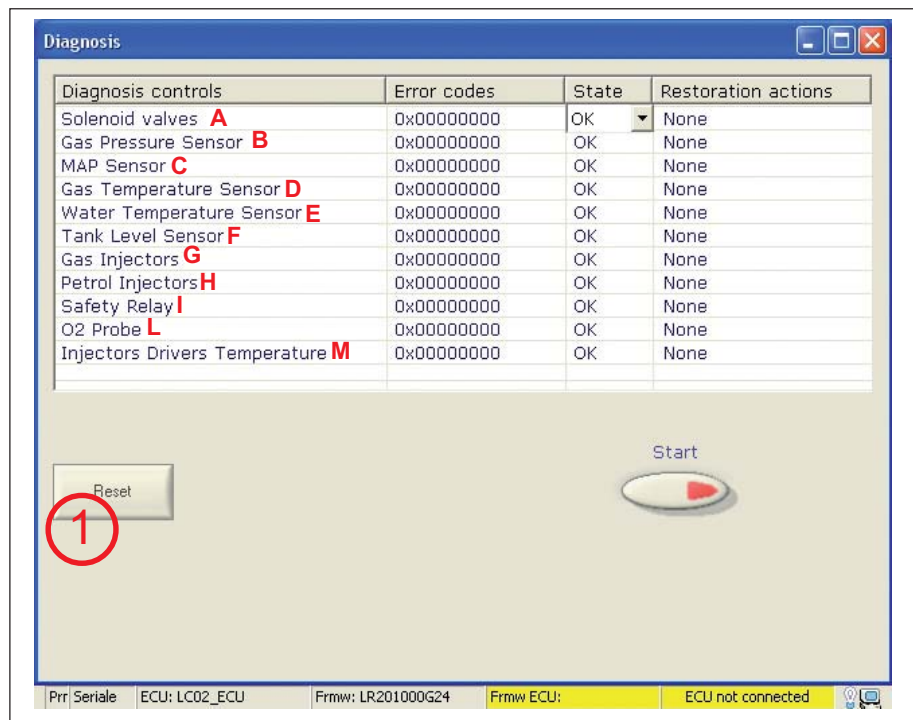 Diagnosis
Diagnosis controls Error codes State Restoration actions
Solenoid valves A 0x00000000 OK None
Gas Pressure Sensor B 0x00000000 OK None
MAP Sensor C 0x00000000 OK None
Gas Temperature Sensor D 0x00000000 OK None
Water Temperature Sensor E 0x00000000 OK None
Tank Level Sensor F 0x00000000 OK None
Gas Injectors G 0x00000000 OK None
Petrol Injectors H 0x00000000 OK None
Safety Relay I 0x00000000 OK None
O2 Probe L 0x00000000 OK None
Injectors Drivers Temperature M 0x00000000 OK None
Start
Reset
1
Prr Seriale ECU: LC02_ECU Frmw: LR201000G24 Frmw ECU: ECU not connected